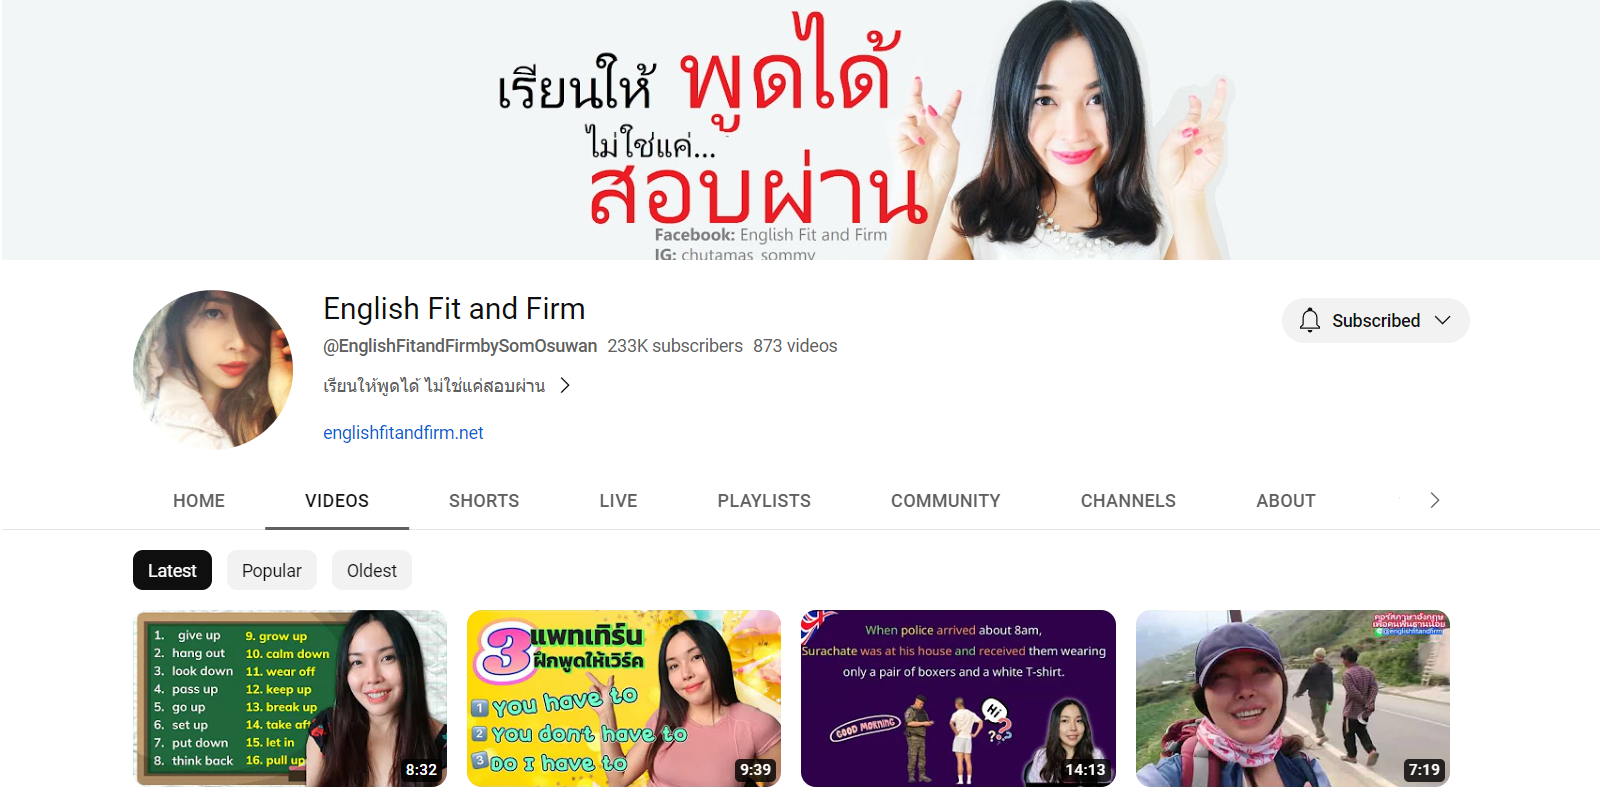 เรียนให้ พูดได้
ไม่ใช่แค่...
สอบผ่าน
Facebook: English Fit and Firm
IG: chutamas_sommy
English Fit and Firm
@EnglishFitandFirmbySomOsuwan 233K subscribers 873 videos
เรียนให้พูดได้ ไม่ใช่แค่สอบผ่าน
englishfitandfirm.net
Subscribed
HOME VIDEOS SHORTS LIVE PLAYLISTS COMMUNITY CHANNELS ABOUT
Latest Popular Oldest
1. give up
2. hang out
3. look down
4. pass up
5. go up
6. set up
7. put down
8. think back
9. grow up
10. calm down
11. wear off
12. keep up
13. break up
14. take aft
15. let in
16. pull up
8:32
3 แพทเทิร์น
ฝึกพูดให้เวิร์ค
1 You have to
2 You don't have to
3 Do I have to
9:39
When police arrived about 8am,
Surachate was at his house and received them wearing
only a pair of boxers and a white T-shirt.
GOOD MORNING
Hi
???
14:13
คอร์สภาษาอังกฤษ
เพื่อคนพื้นฐานน้อย
@englishfitandfirm
7:19